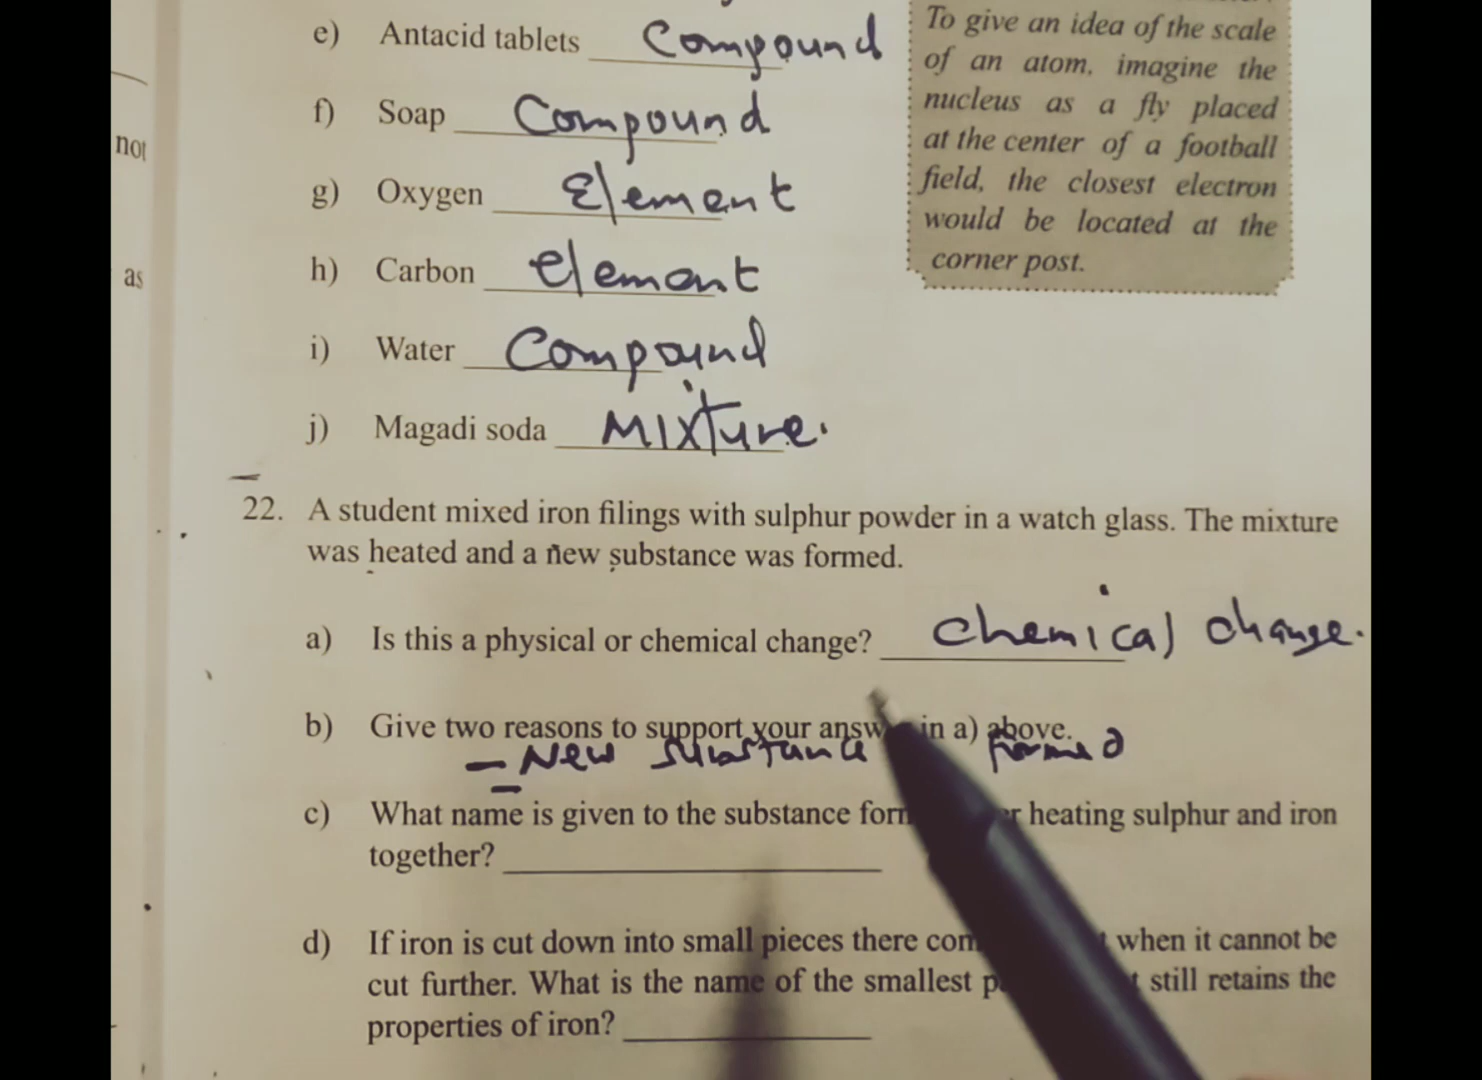 e) Antacid tablets Compound
f) Soap Compound
g) Oxygen Element
h) Carbon element
i) Water Compound
j) Magadi soda Mixture.
To give an idea of the scale
of an atom, imagine the
nucleus as a fly placed
at the center of a football
field, the closest electron
would be located at the
corner post.
not
as
22. A student mixed iron filings with sulphur powder in a watch glass. The mixture
was heated and a new substance was formed.
a) Is this a physical or chemical change? chemical change.
b) Give two reasons to support your in a) above.
- New substance formed
c) What name is given to the substance heating sulphur and iron
together?
d) If iron is cut down into small pieces there when it cannot be
cut further. What is the name of the smallest still retains the
properties of iron?